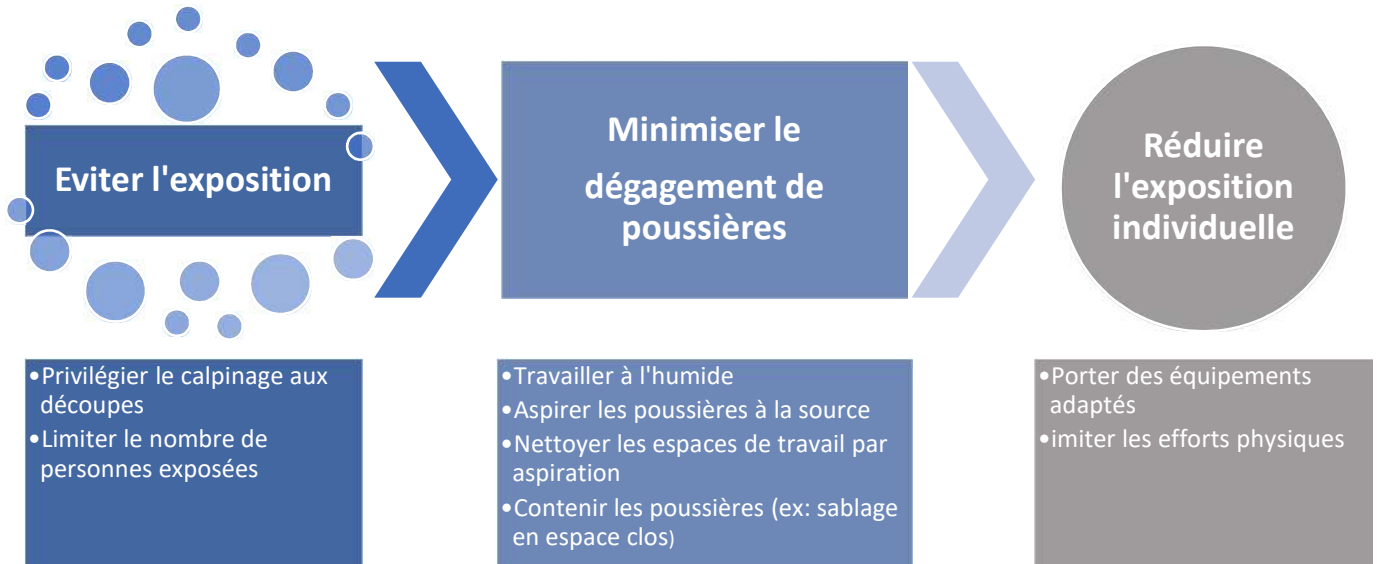 Eviter l'exposition
Minimiser le
dégagement de
poussières
Réduire
l'exposition
individuelle
•Privilégier le calpinage aux
découpes
•Limiter le nombre de
personnes exposées
•Travailler à l'humide
•Aspirer les poussières à la source
•Nettoyer les espaces de travail par
aspiration
•Contenir les poussières (ex: sablage
en espace clos)
•Porter des équipements
adaptés
•imiter les efforts physiques